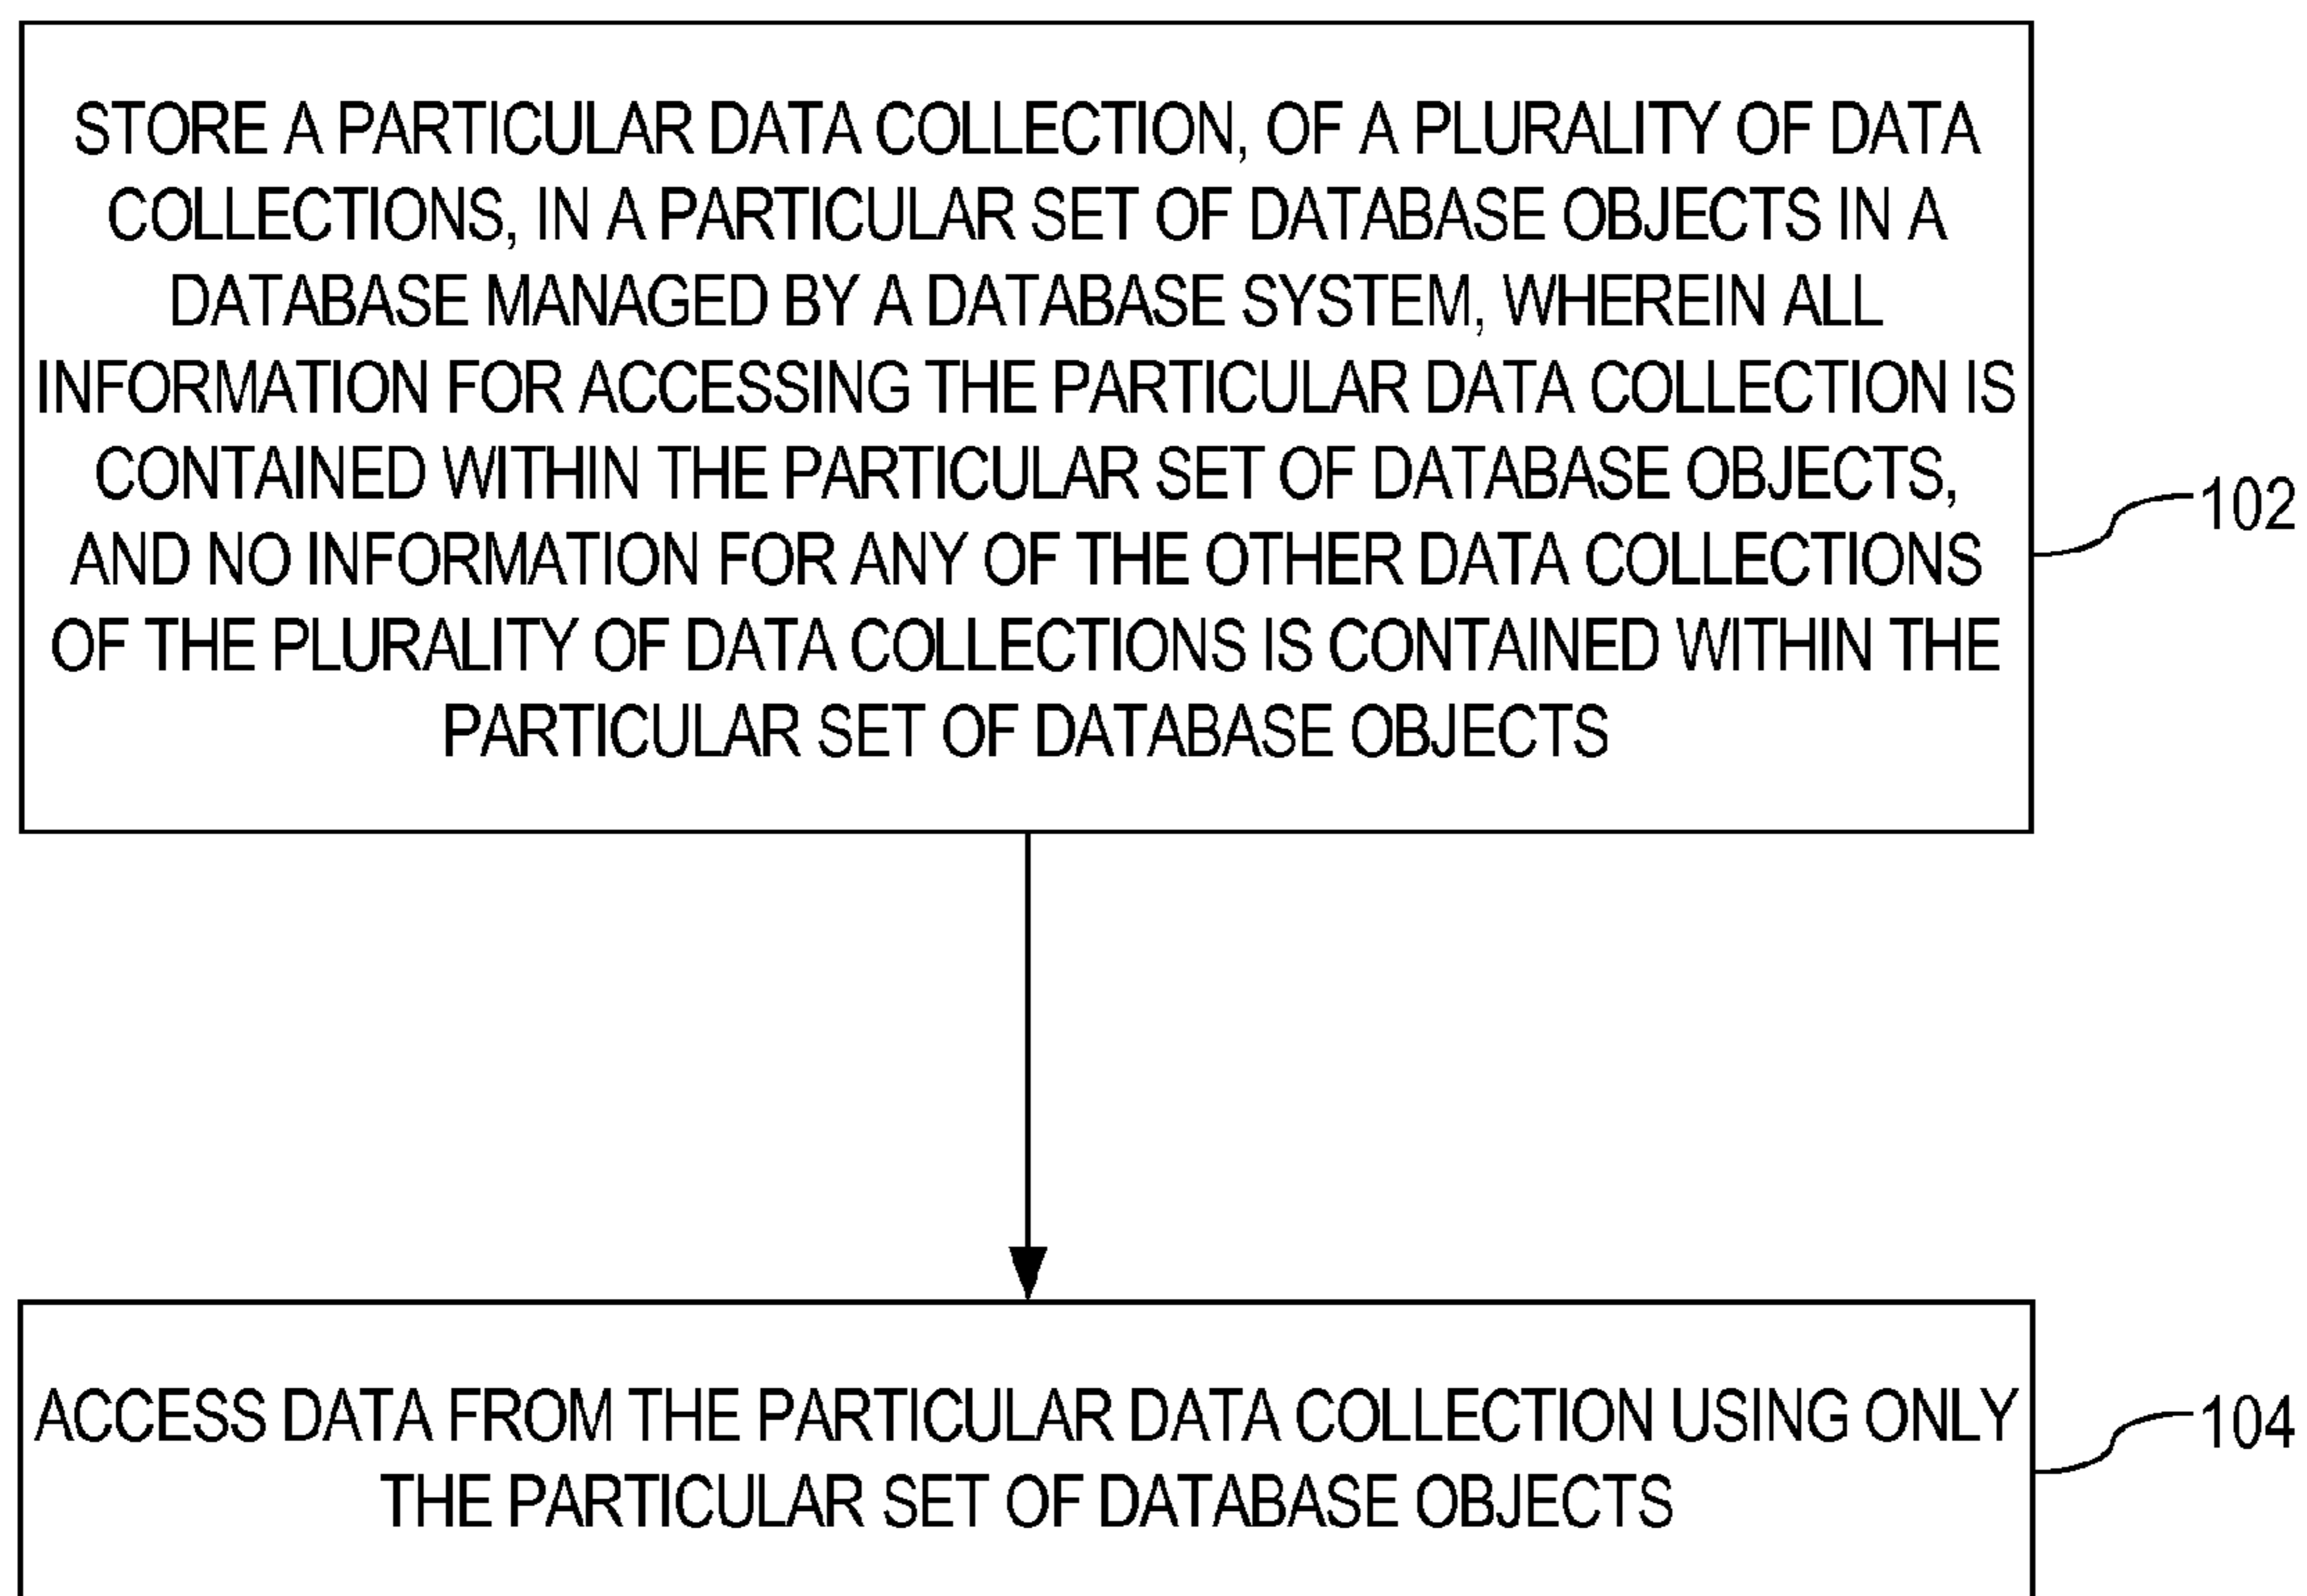 STORE A PARTICULAR DATA COLLECTION, OF A PLURALITY OF DATA
COLLECTIONS, IN A PARTICULAR SET OF DATABASE OBJECTS IN A
DATABASE MANAGED BY A DATABASE SYSTEM, WHEREIN ALL
INFORMATION FOR ACCESSING THE PARTICULAR DATA COLLECTION IS
CONTAINED WITHIN THE PARTICULAR SET OF DATABASE OBJECTS,
AND NO INFORMATION FOR ANY OF THE OTHER DATA COLLECTIONS
OF THE PLURALITY OF DATA COLLECTIONS IS CONTAINED WITHIN THE
PARTICULAR SET OF DATABASE OBJECTS
102
ACCESS DATA FROM THE PARTICULAR DATA COLLECTION USING ONLY
THE PARTICULAR SET OF DATABASE OBJECTS
104